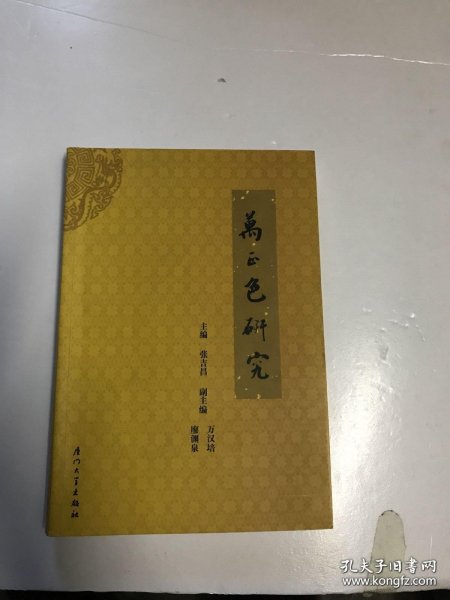 萬正色研究
主编 张吉昌 副主编 万汉培
廖渊泉
厦门大学出版社
孔夫子旧书网
www.kongfz.com